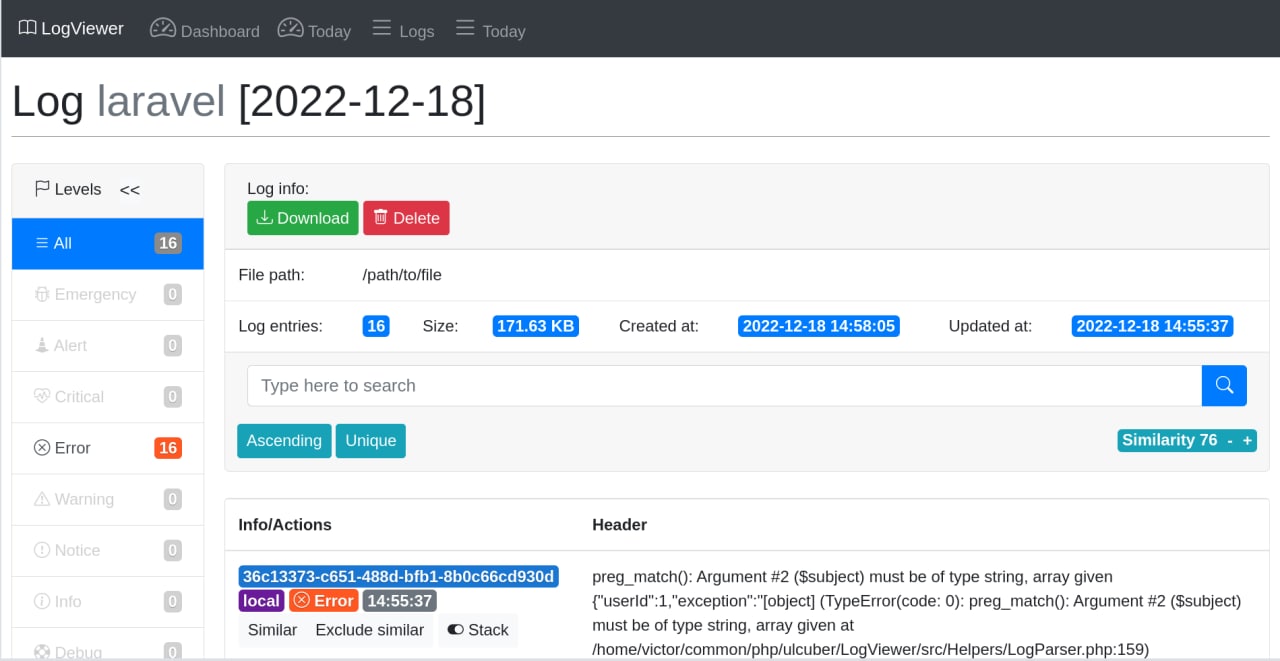 LogViewer Dashboard Today Logs Today
Log laravel [2022-12-18]
Levels <<
All 16
Emergency 0
Alert 0
Critical 0
Error 16
Warning 0
Notice 0
Info 0
Debug 0
Log info:
Download Delete
File path: /path/to/file
Log entries: 16 Size: 171.63 KB Created at: 2022-12-18 14:58:05 Updated at: 2022-12-18 14:55:37
Type here to search
Ascending Unique Similarity 76 - +
Info/Actions Header
36c13373-c651-488d-bfb1-8b0c66cd930d
local Error 14:55:37
Similar Exclude similar Stack
preg_match(): Argument #2 ($subject) must be of type string, array given
{"userId":1,"exception":"[object] (TypeError(code: 0): preg_match(): Argument #2 ($subject)
must be of type string, array given at
/home/victor/common/php/ulcuber/LogViewer/src/Helpers/LogParser.php:159)